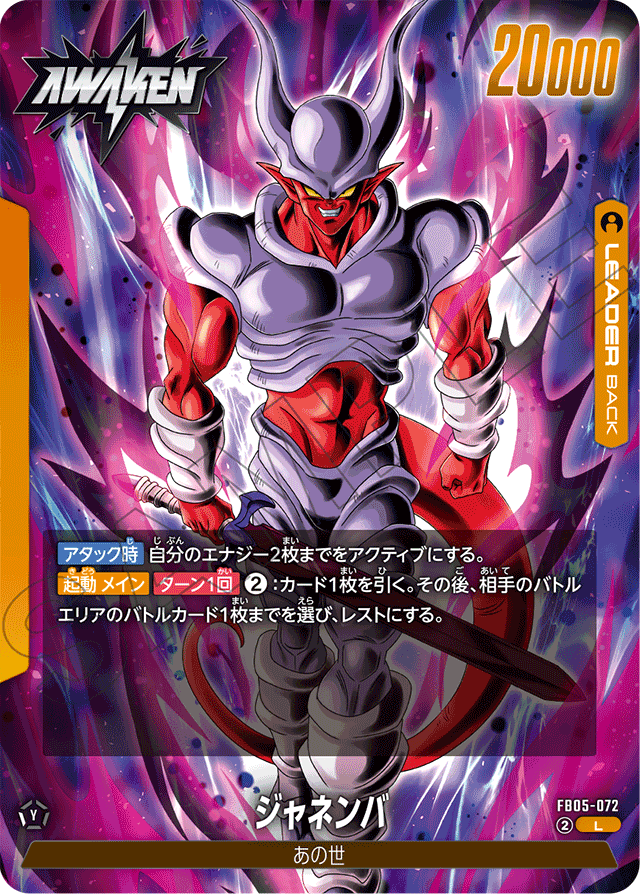 AWAKEN
20000
LEADER BACK
アタック時 自分のエナジー2枚までをアクティブにする。
起動メイン ターン1回 ②:カード1枚を引く。その後、相手のバトル
エリアのバトルカード1枚までを選び、レストにする。
ジャネンバ
FB05-072
Y
② L
あの世